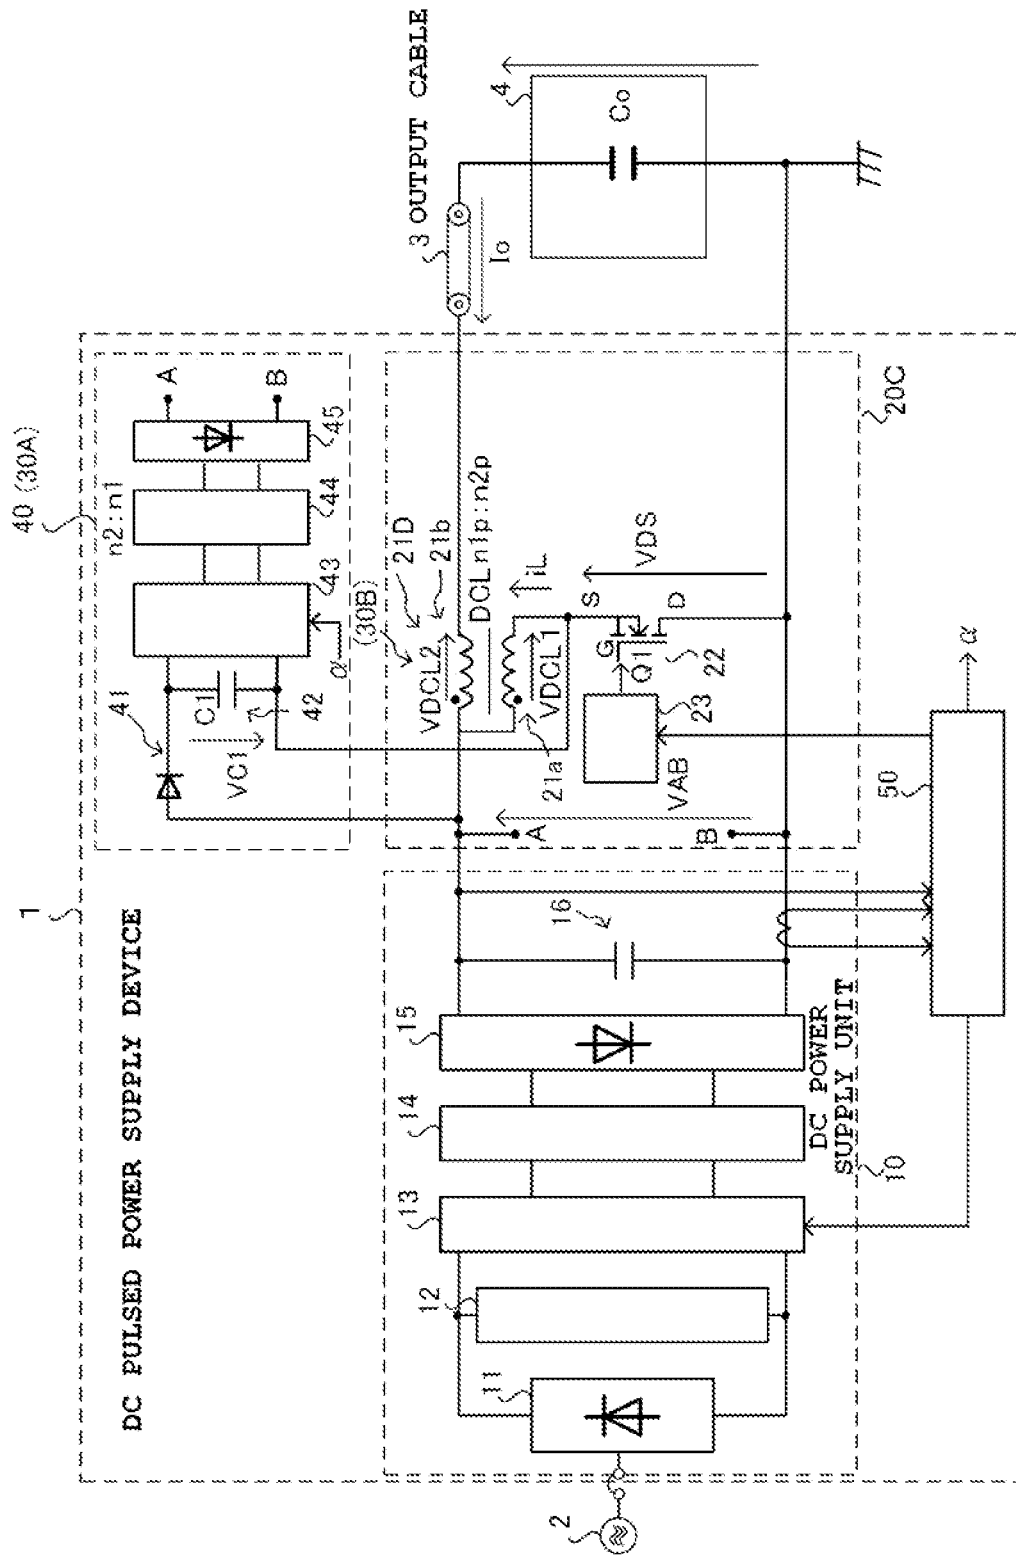 1
DC PULSED POWER SUPPLY DEVICE
40 (30A)
n2:n1
41
C1
VC1
42
43
44
45
A
B
α
(30B)
21D
21b
VDCL2
DCL n1p:n2p
VDCL1
21a
iL
S
G
D
Q1
VDS
22
23
VAB
A
B
20C
3 OUTPUT CABLE
Io
4
Co
2
11
12
13
14
15
16
DC POWER
SUPPLY UNIT
10
50
α